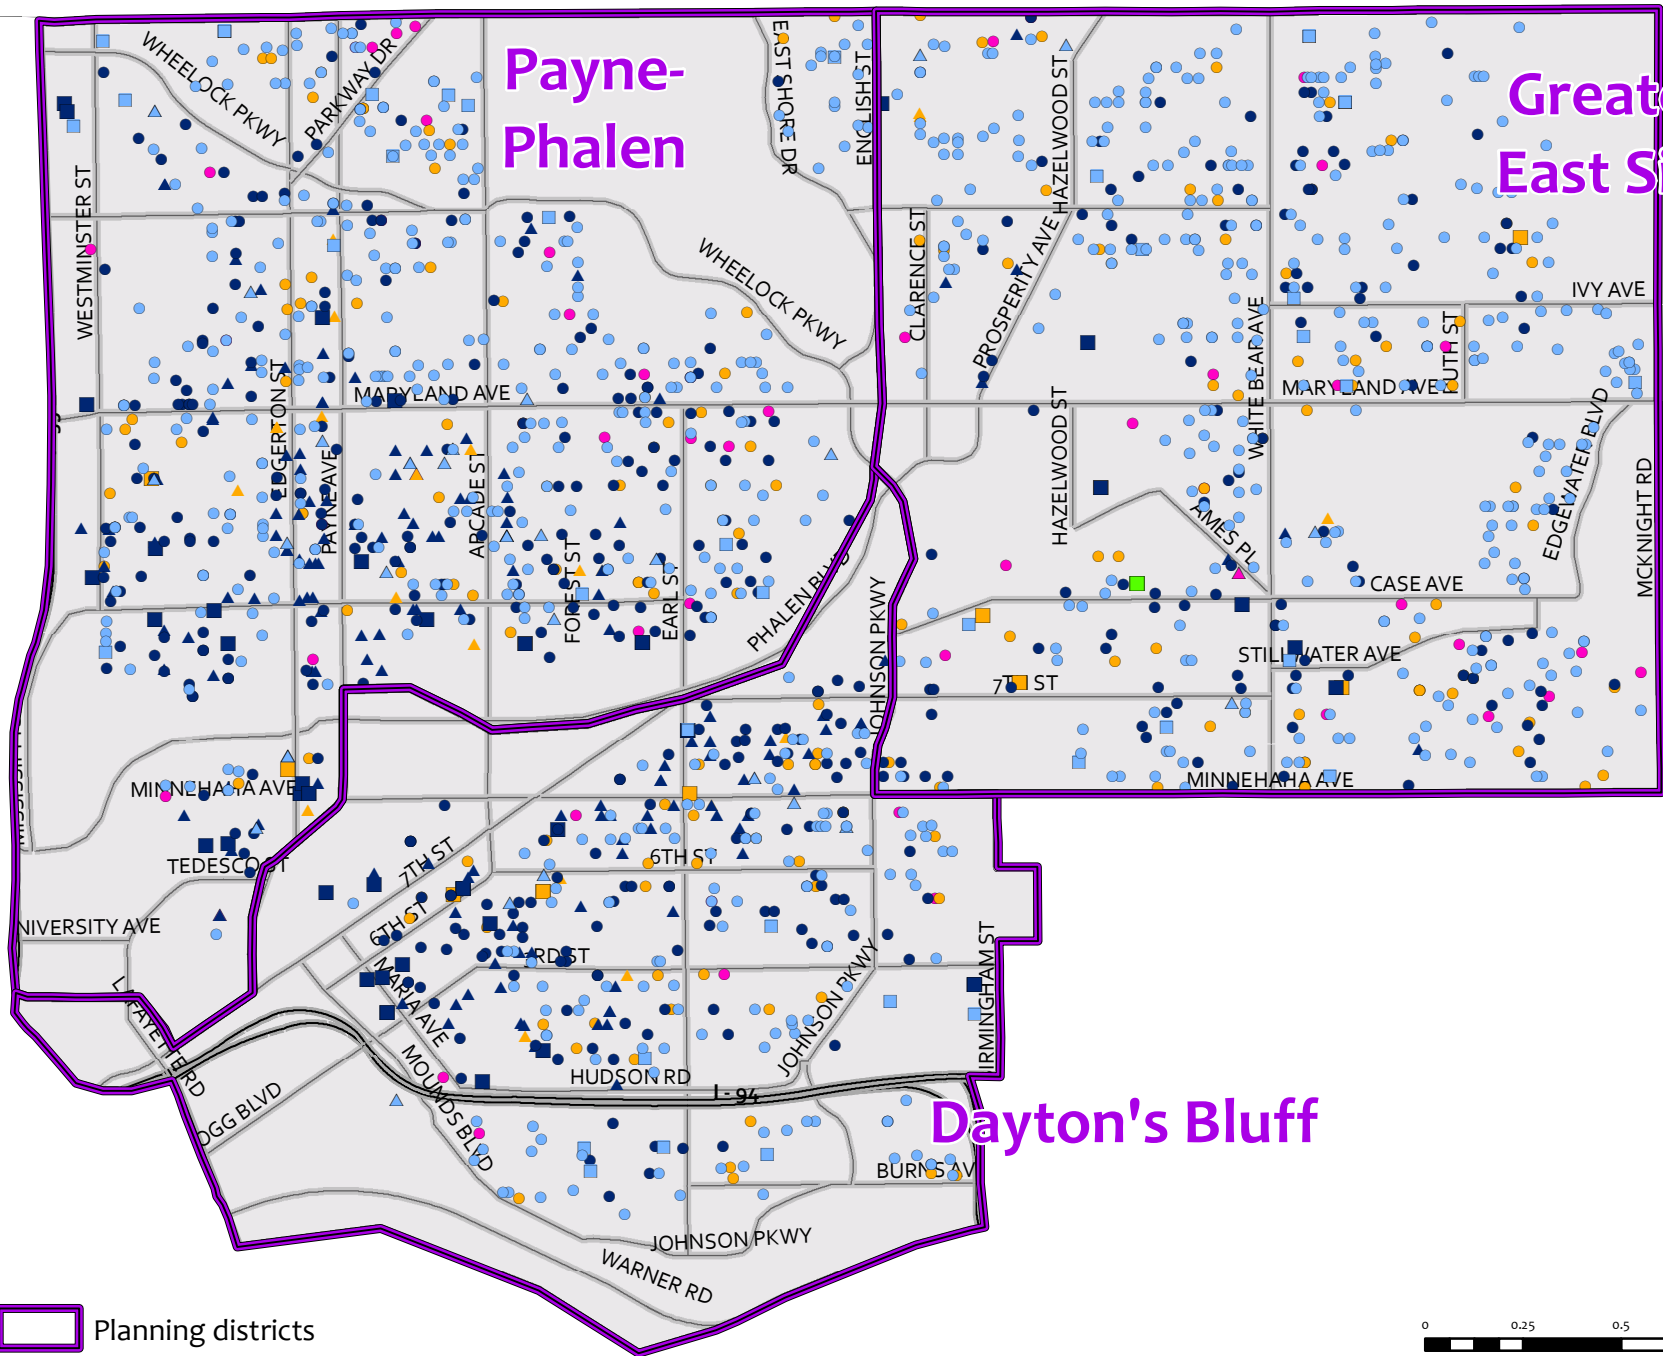 Payne-
Phalen
EAST SHORE DR
ENGLISH ST
WHEELOCK PKWY
PARKWAY DR
HAZELWOOD ST
Great
East Si
WESTMINSTER ST
CLARENCE ST
PROSPERITY AVE
WHEELOCK PKWY
IVY AVE
WHITE BEAR AVE
RUTH ST
MARYLAND AVE
MARYLAND AVE
EDGERTON ST
PAYNE AVE
ARCADE ST
HAZELWOOD ST
EDGEWATER BLVD
MCKNIGHT RD
AMES PL
FOREST ST
EARL ST
PHALEN BLVD
JOHNSON PKWY
CASE AVE
STILLWATER AVE
7TH ST
MINNEHAHA AVE
MINNEHAHA AVE
TEDESCO ST
7TH ST
6TH ST
6TH ST
NIVERSITY AVE
RD ST
LAFAYETTE RD
MARIA AVE
JOHNSON PKWY
IRMINGHAM ST
HUDSON RD
I - 94
MOUNDS BLVD
OGG BLVD
Dayton's Bluff
BURNS AV
JOHNSON PKWY
WARNER RD
Planning districts
0 0.25 0.5